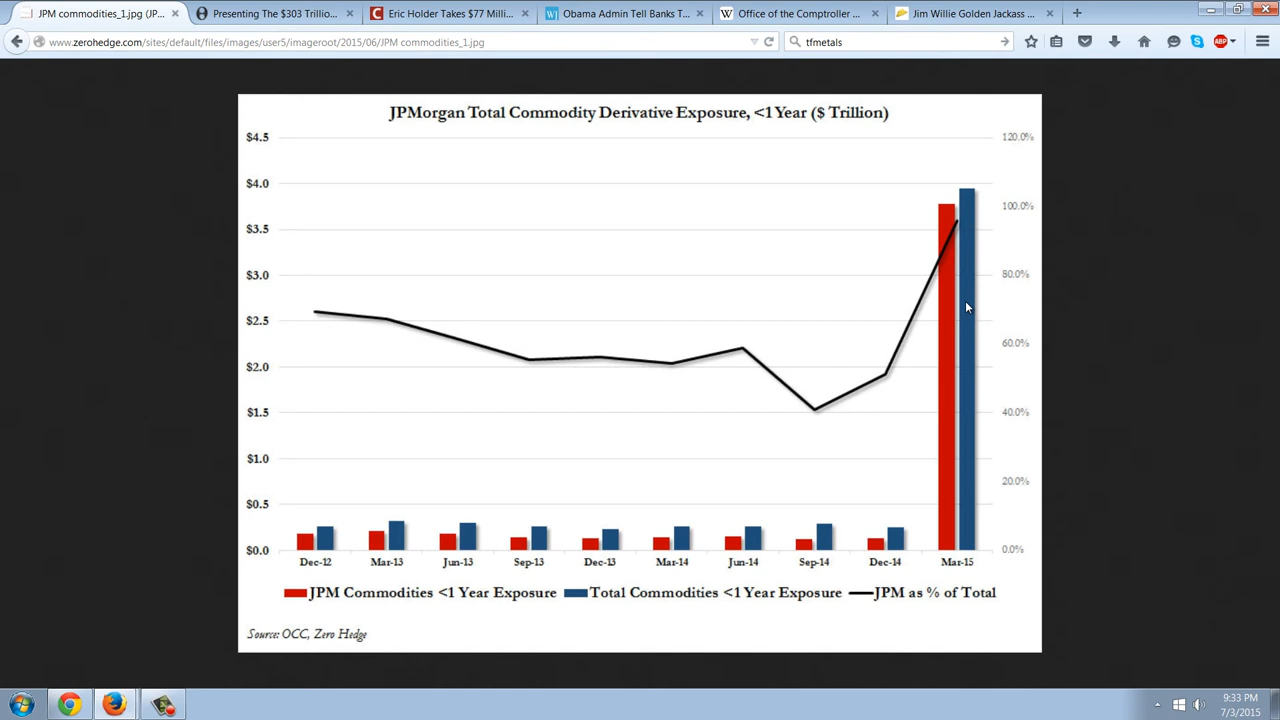 JPM commodities_1.jpg (JP...
Presenting The $303 Trillio...
Eric Holder Takes $77 Milli...
Obama Admin Tell Banks T...
Office of the Comptroller ...
Jim Willie Golden Jackass ...
www.zerohedge.com/sites/default/files/images/user5/imageroot/2015/06/JPM commodities_1.jpg
tfmetals
ABP
JPMorgan Total Commodity Derivative Exposure, <1 Year ($ Trillion)
$4.5 120.0%
$4.0
100.0%
$3.5
$3.0 80.0%
$2.5
60.0%
$2.0
$1.5 40.0%
$1.0
20.0%
$0.5
$0.0 0.0%
Dec-12 Mar-13 Jun-13 Sep-13 Dec-13 Mar-14 Jun-14 Sep-14 Dec-14 Mar-15
JPM Commodities <1 Year Exposure Total Commodities <1 Year Exposure JPM as % of Total
Source: OCC, Zero Hedge
9:33 PM
7/3/2015